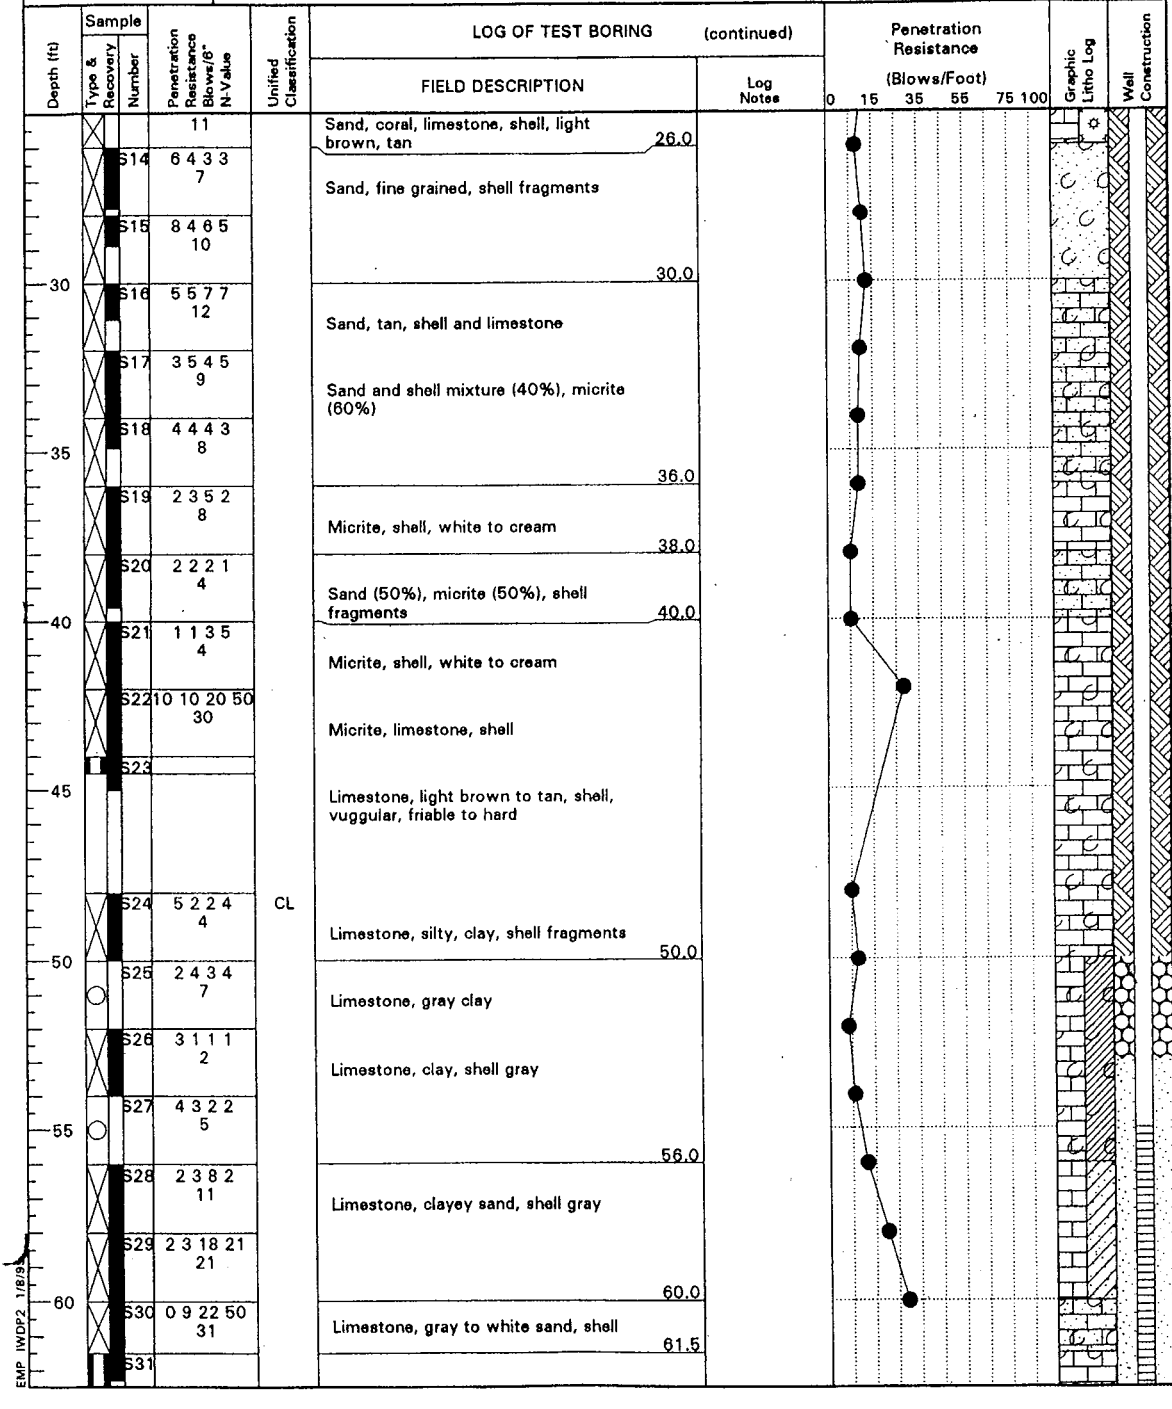 Depth (ft)
Sample
Type &
Recovery
Number
Penetration
Resistance
Blows/6"
N-Value
Unified
Classification
LOG OF TEST BORING (continued)
FIELD DESCRIPTION
Log
Notes
Penetration
Resistance
(Blows/Foot)
0 15 35 55 75 100
Graphic
Litho Log
Well
Construction
11
Sand, coral, limestone, shell, light
brown, tan 26.0
S14 6 4 3 3
7
Sand, fine grained, shell fragments
S15 8 4 6 5
10
30.0
30
S16 5 5 7 7
12
Sand, tan, shell and limestone
S17 3 5 4 5
9
Sand and shell mixture (40%), micrite
(60%)
S18 4 4 4 3
8
35
36.0
S19 2 3 5 2
8
Micrite, shell, white to cream
38.0
S20 2 2 2 1
4
Sand (50%), micrite (50%), shell
fragments 40.0
40
S21 1 1 3 5
4
Micrite, shell, white to cream
S22 10 10 20 50
30
Micrite, limestone, shell
S23
45
Limestone, light brown to tan, shell,
vuggular, friable to hard
S24 5 2 2 4 CL
4
Limestone, silty, clay, shell fragments
50.0
50
S25 2 4 3 4
7
Limestone, gray clay
S26 3 1 1 1
2
Limestone, clay, shell gray
S27 4 3 2 2
5
55
56.0
S28 2 3 8 2
11
Limestone, clayey sand, shell gray
S29 2 3 18 21
21
60.0
60
S30 0 9 22 50
31
Limestone, gray to white sand, shell
61.5
S31
EMP IWDP2 1/8/93